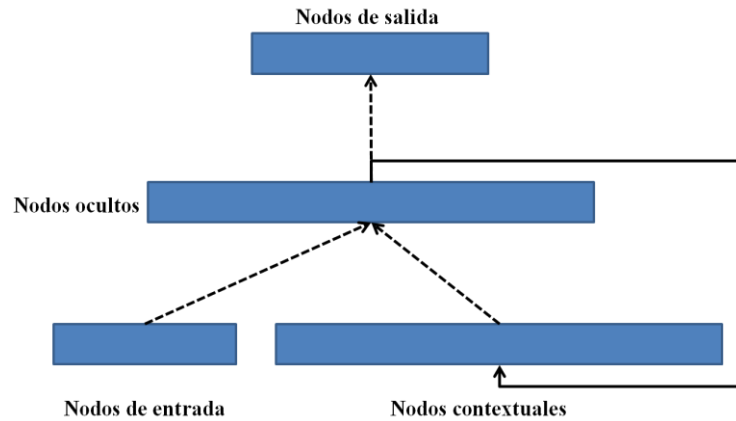 Nodos de salida
Nodos ocultos
Nodos de entrada
Nodos contextuales